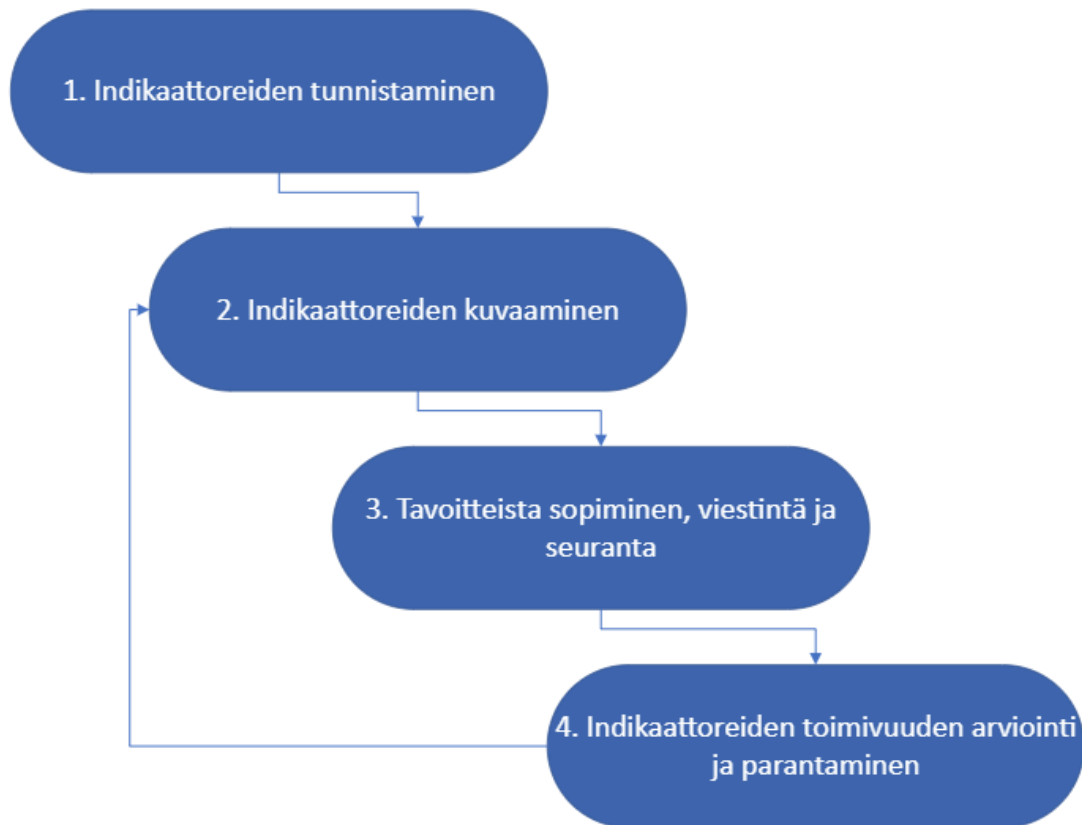 1. Indikaattoreiden tunnistaminen
2. Indikaattoreiden kuvaaminen
3. Tavoitteista sopiminen, viestintä ja
seuranta
4. Indikaattoreiden toimivuuden arviointi
ja parantaminen